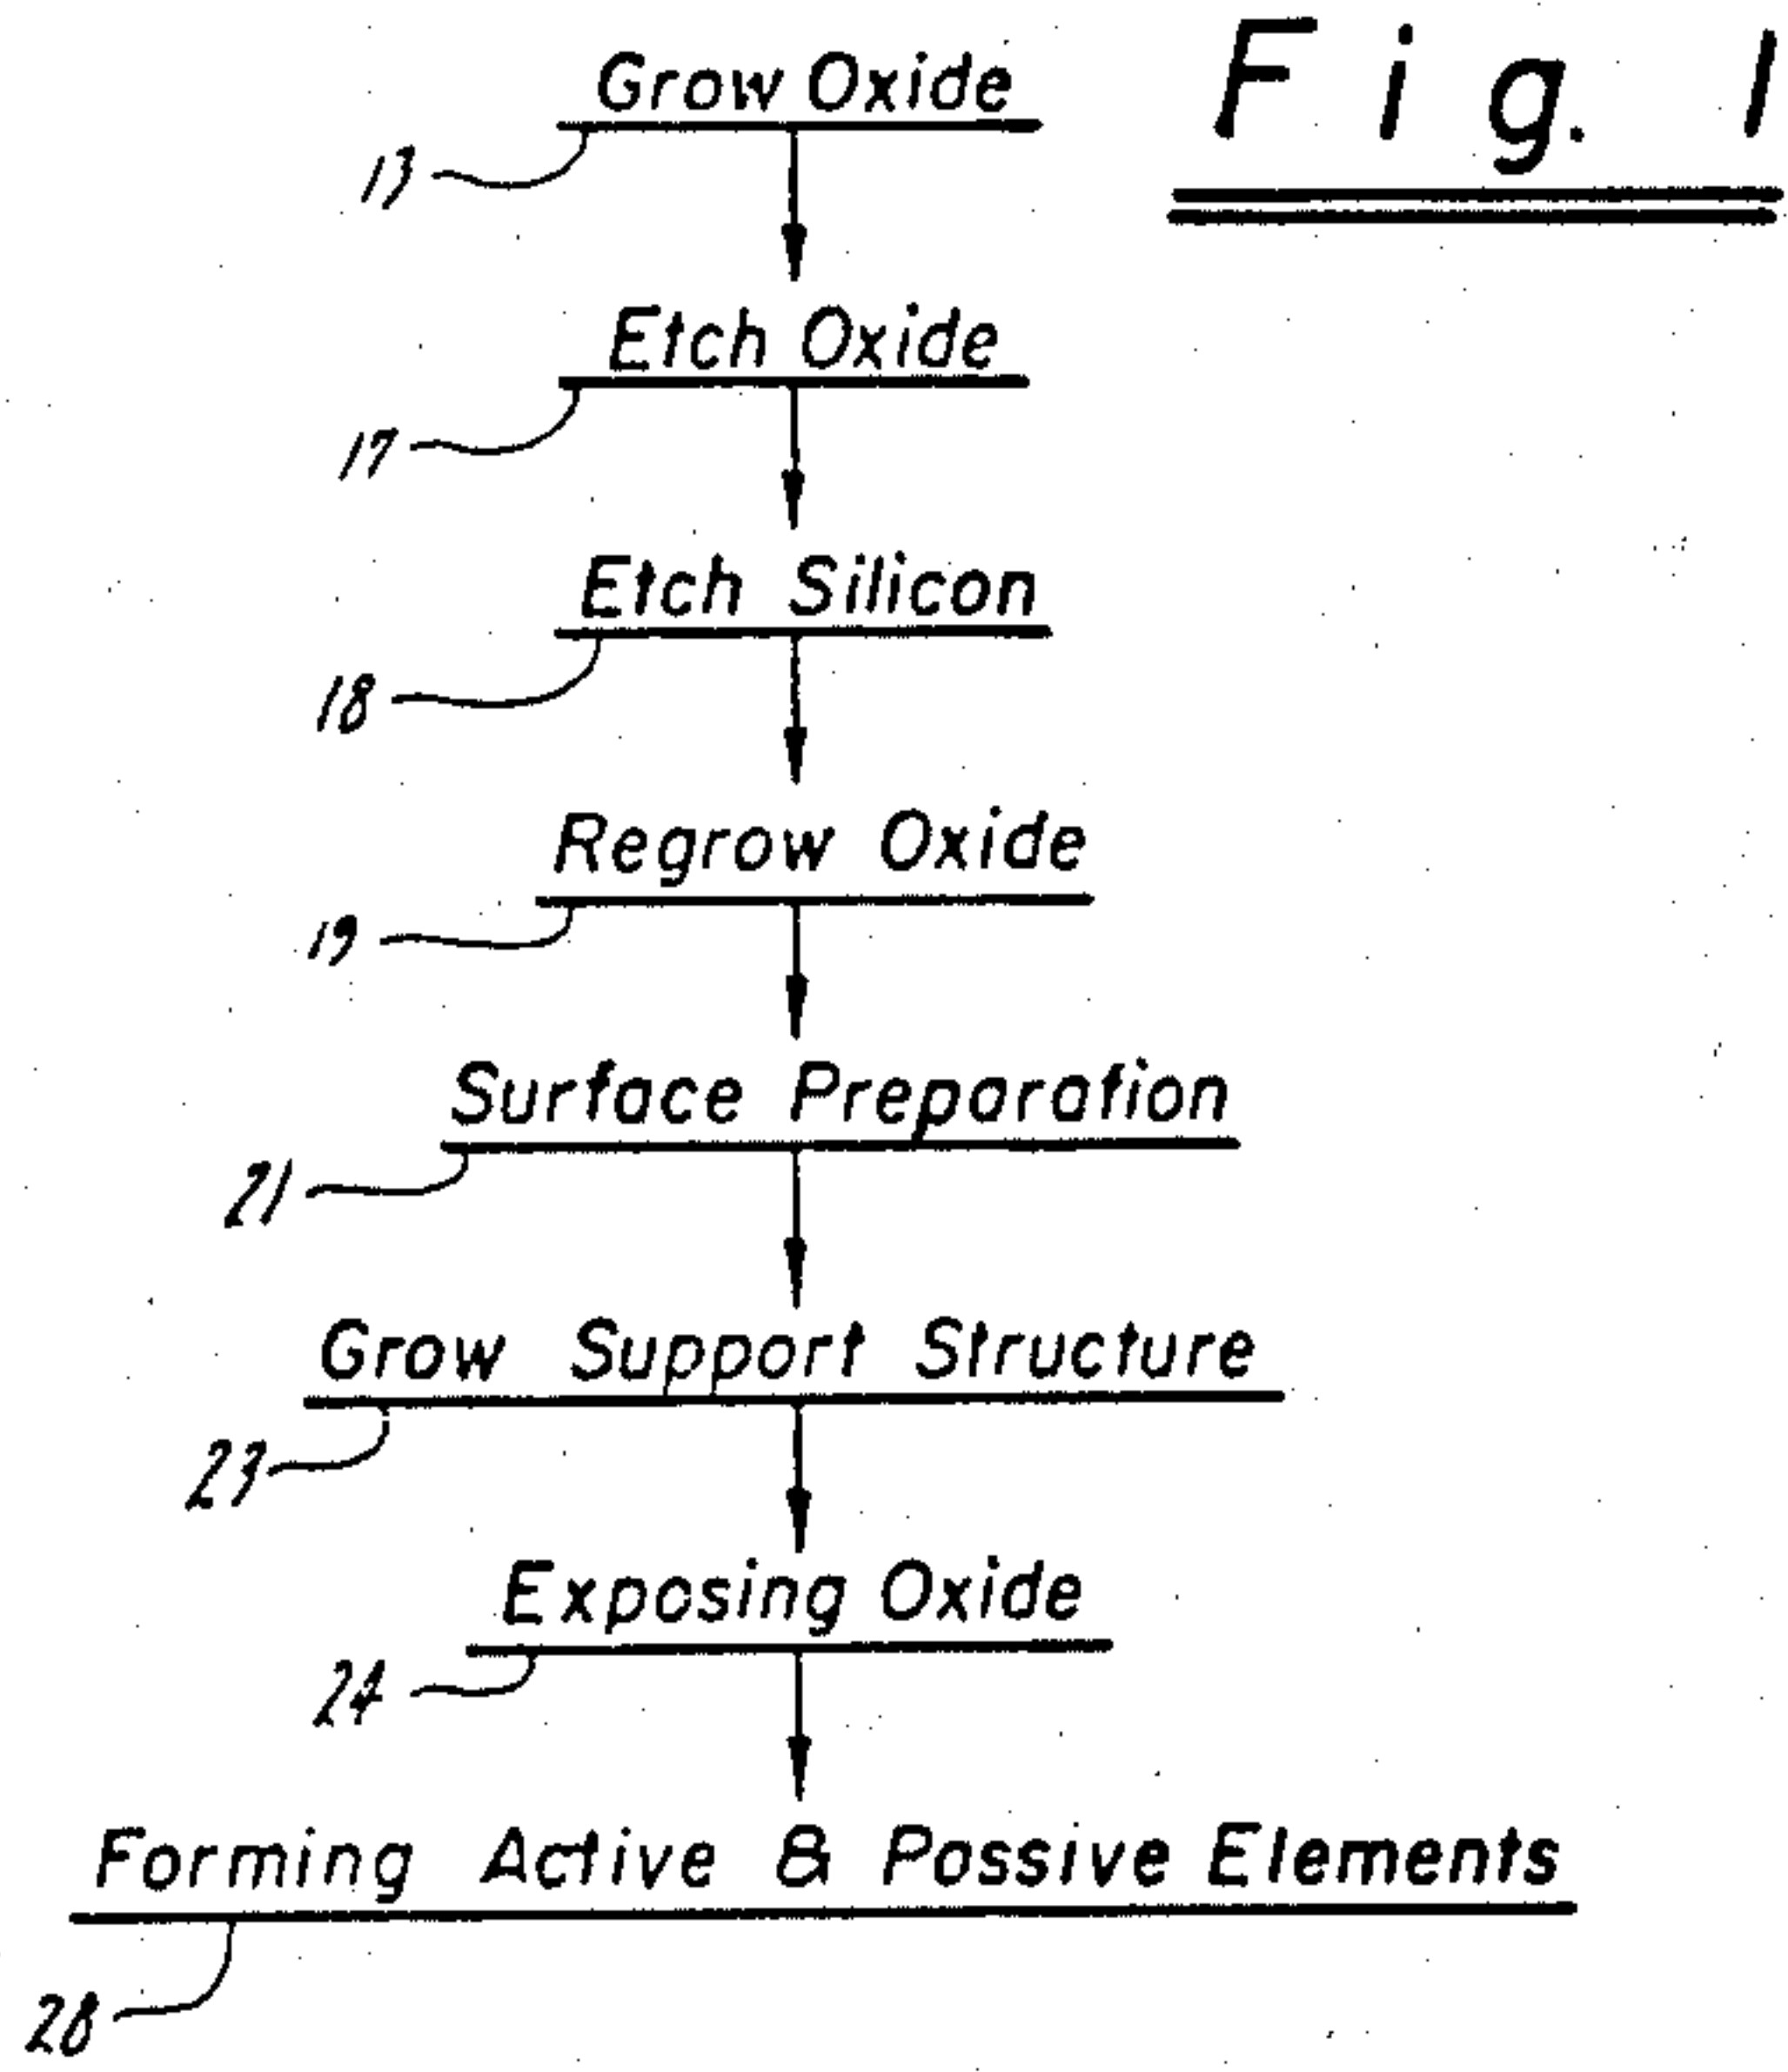 Fig. 1
Grow Oxide
13
Etch Oxide
17
Etch Silicon
18
Regrow Oxide
19
Surface Preparation
21
Grow Support Structure
23
Exposing Oxide
24
Forming Active & Passive Elements
28